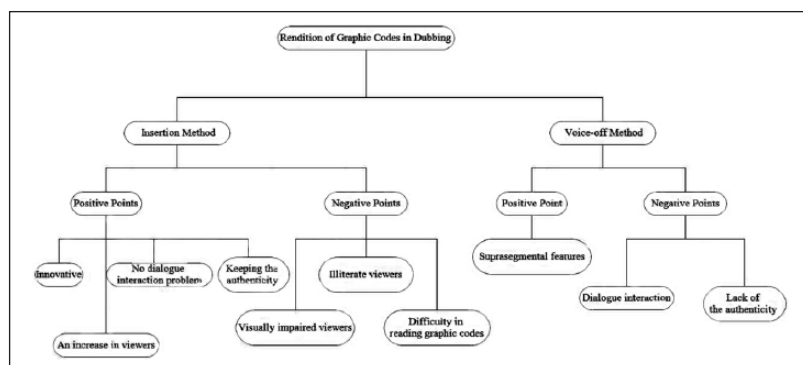 Rendition of Graphic Codes in Dubbing
Insertion Method
Voice-off Method
Positive Points
Negative Points
Positive Point
Negative Points
Innovative
No dialogue
interaction problem
Keeping the
authenticity
Illiterate viewers
Suprasegmental features
An increase in viewers
Visually impaired viewers
Difficulty in
reading graphic codes
Dialogue interaction
Lack of
the authenticity